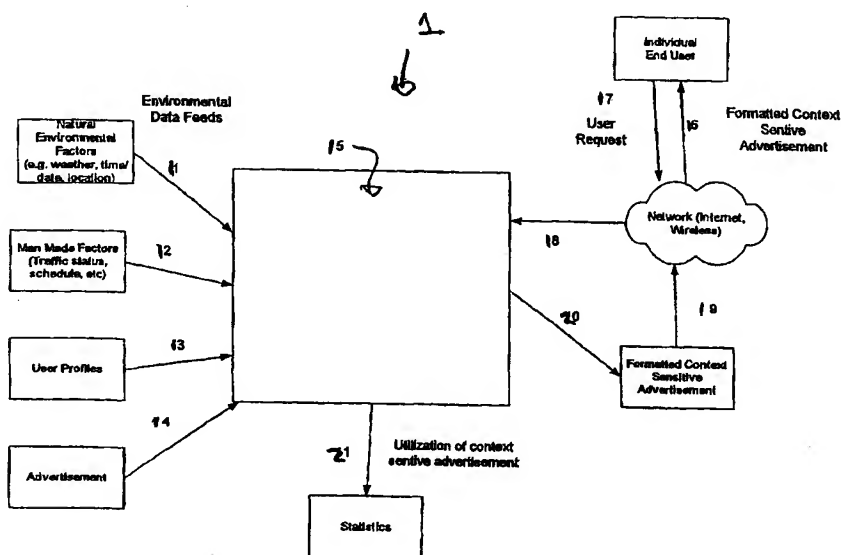 1
Individual
End User
17
User
Request
16
Formatted Context
Sentive
Advertisement
Environmental
Data Feeds
Natural
Environmental
Factors
(e.g. weather, time/
date, location)
11
15
Network (Internet,
Wireless)
18
Man Made Factors
(Traffic status,
schedule, etc)
12
20
19
User Profiles
13
Formatted Context
Sensitive
Advertisement
14
Advertisement
21
Utilization of context
sentive advertisement
Statistics